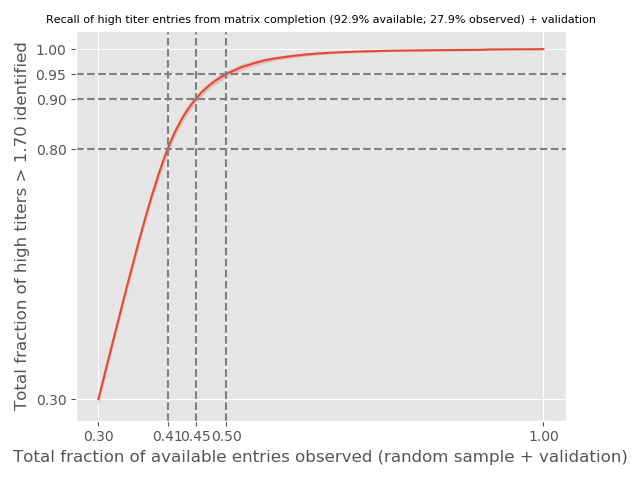 Recall of high titer entries from matrix completion (92.9% available; 27.9% observed) + validation
Total fraction of high titers > 1.70 identified
1.00
0.95
0.90
0.80
0.30
0.30 0.41 0.45 0.50 1.00
Total fraction of available entries observed (random sample + validation)